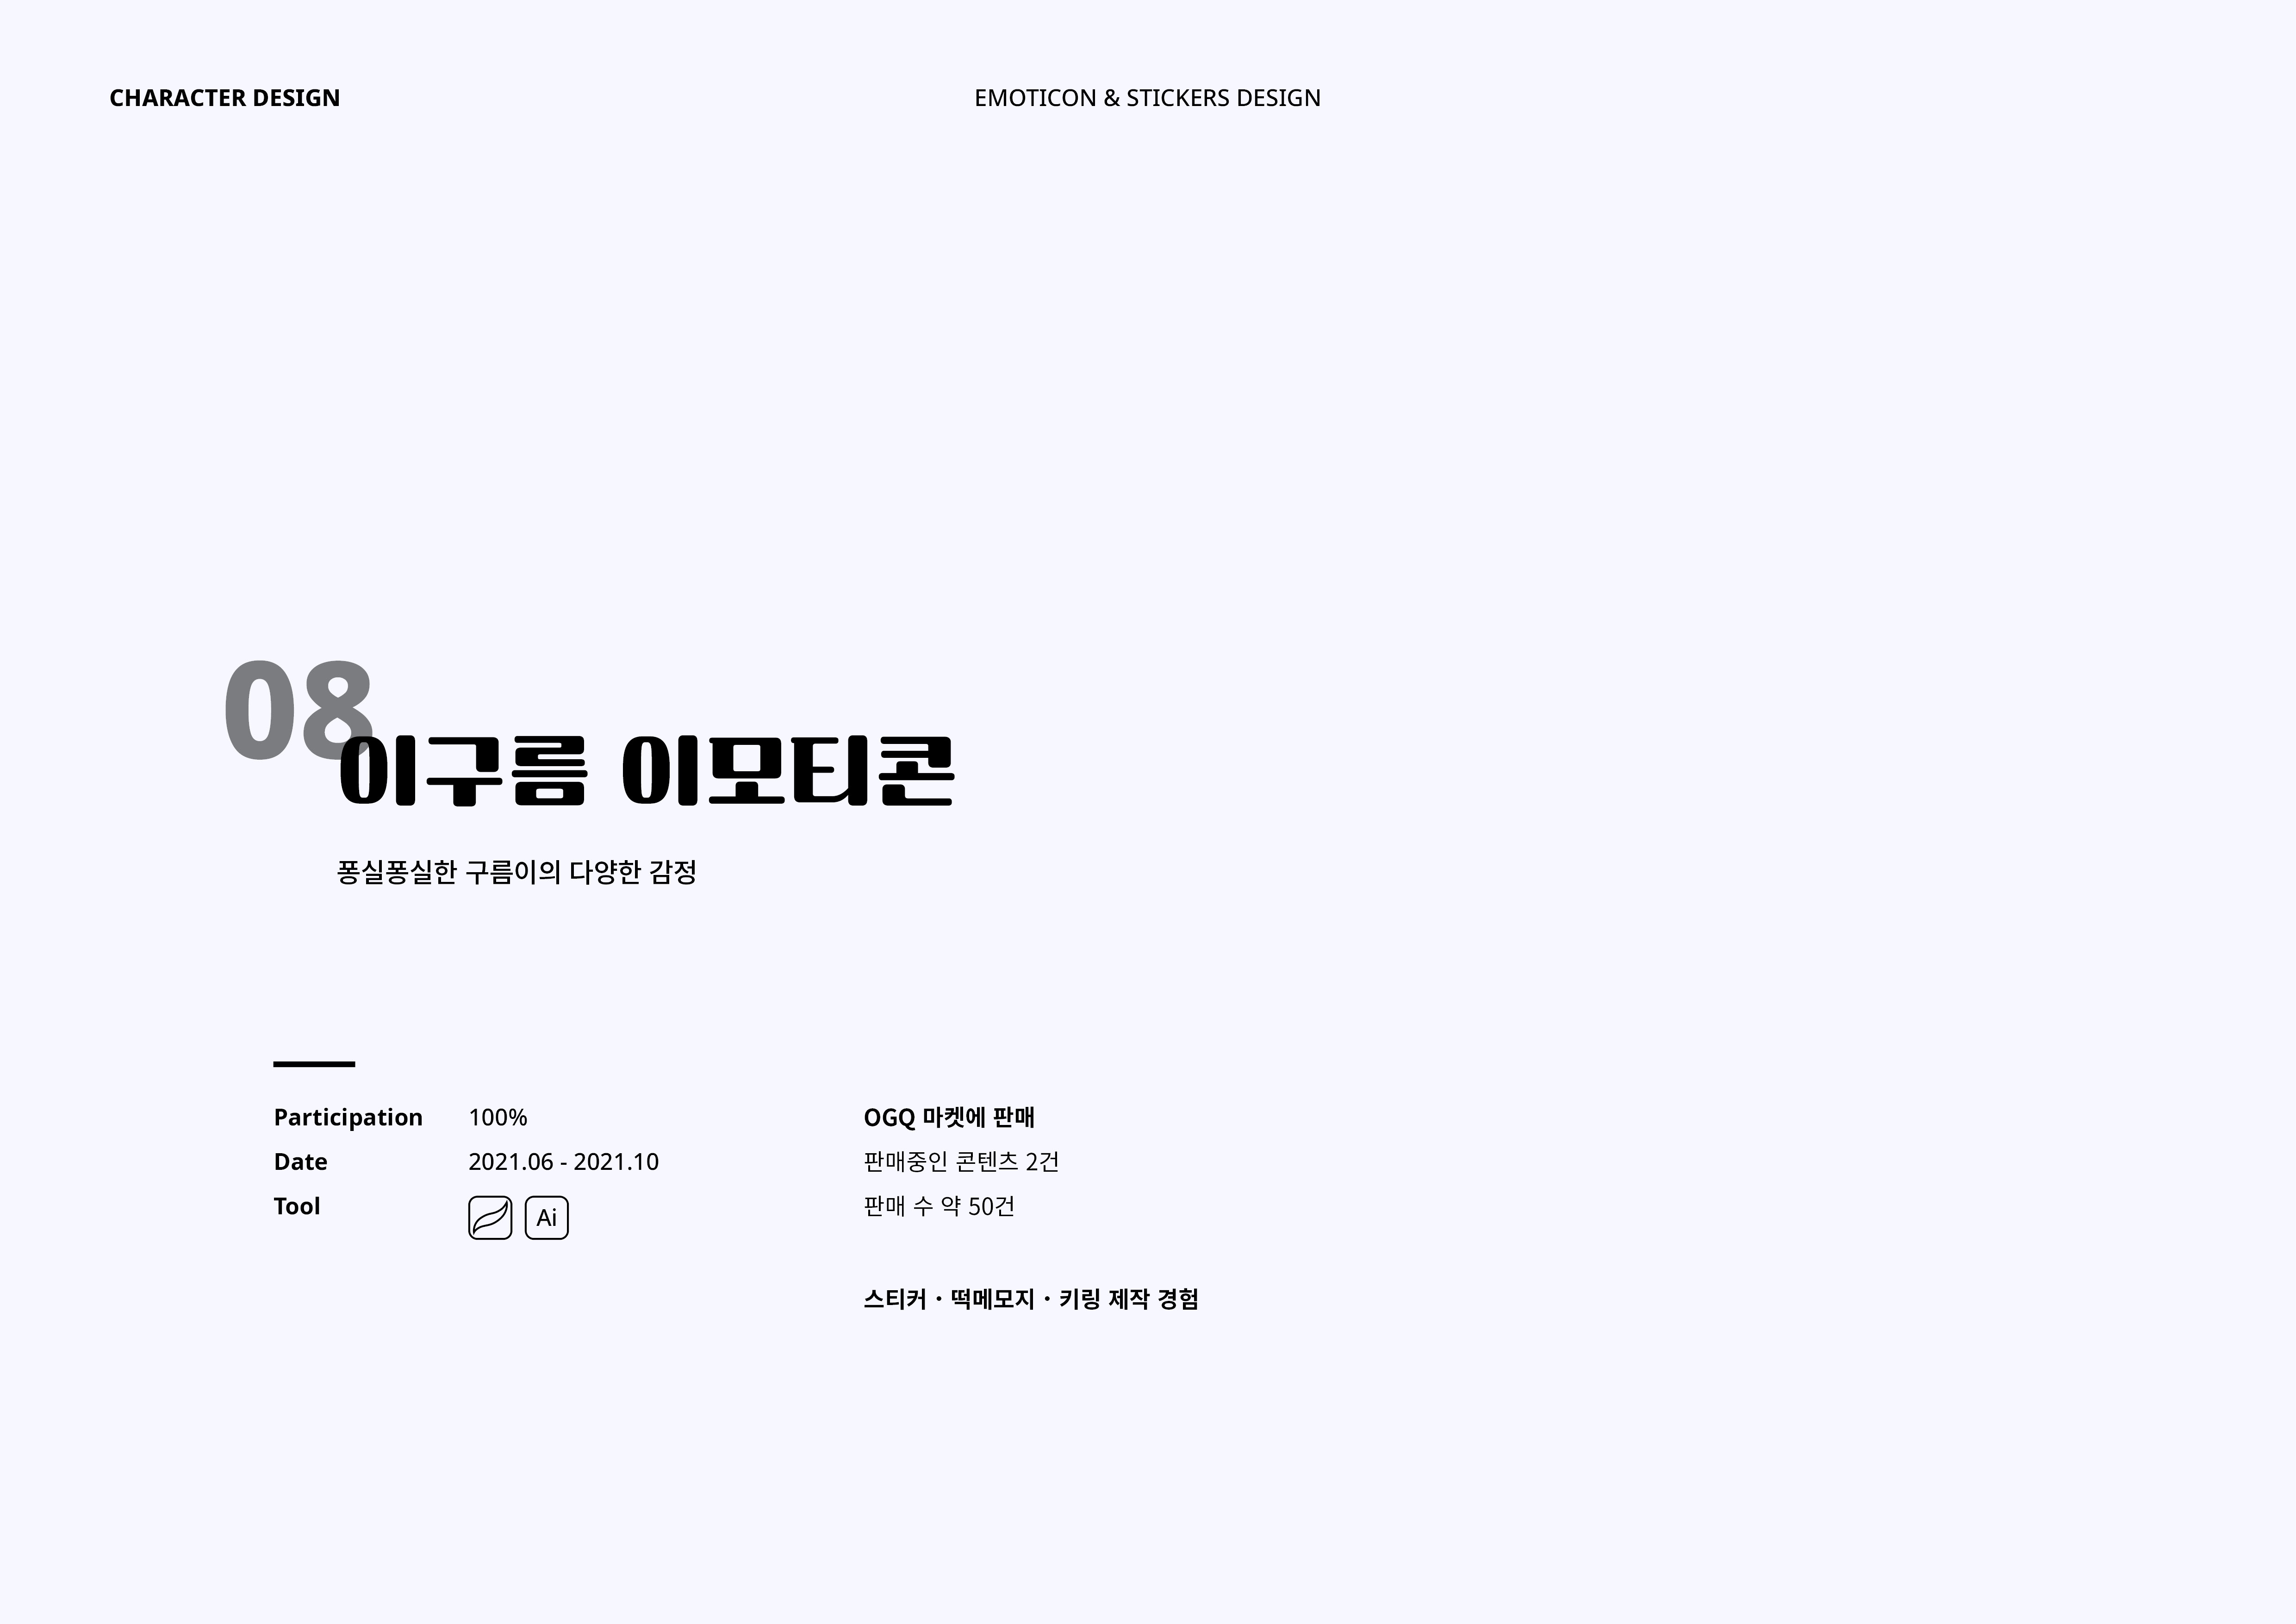 CHARACTER DESIGN
EMOTICON & STICKERS DESIGN
08
이구름 이모티콘
퐁실퐁실한 구름이의 다양한 감정
Participation 100%
Date 2021.06 - 2021.10
Tool Ai
OGQ 마켓에 판매
판매중인 콘텐츠 2건
판매 수 약 50건
스티커 · 떡메모지 · 키링 제작 경험